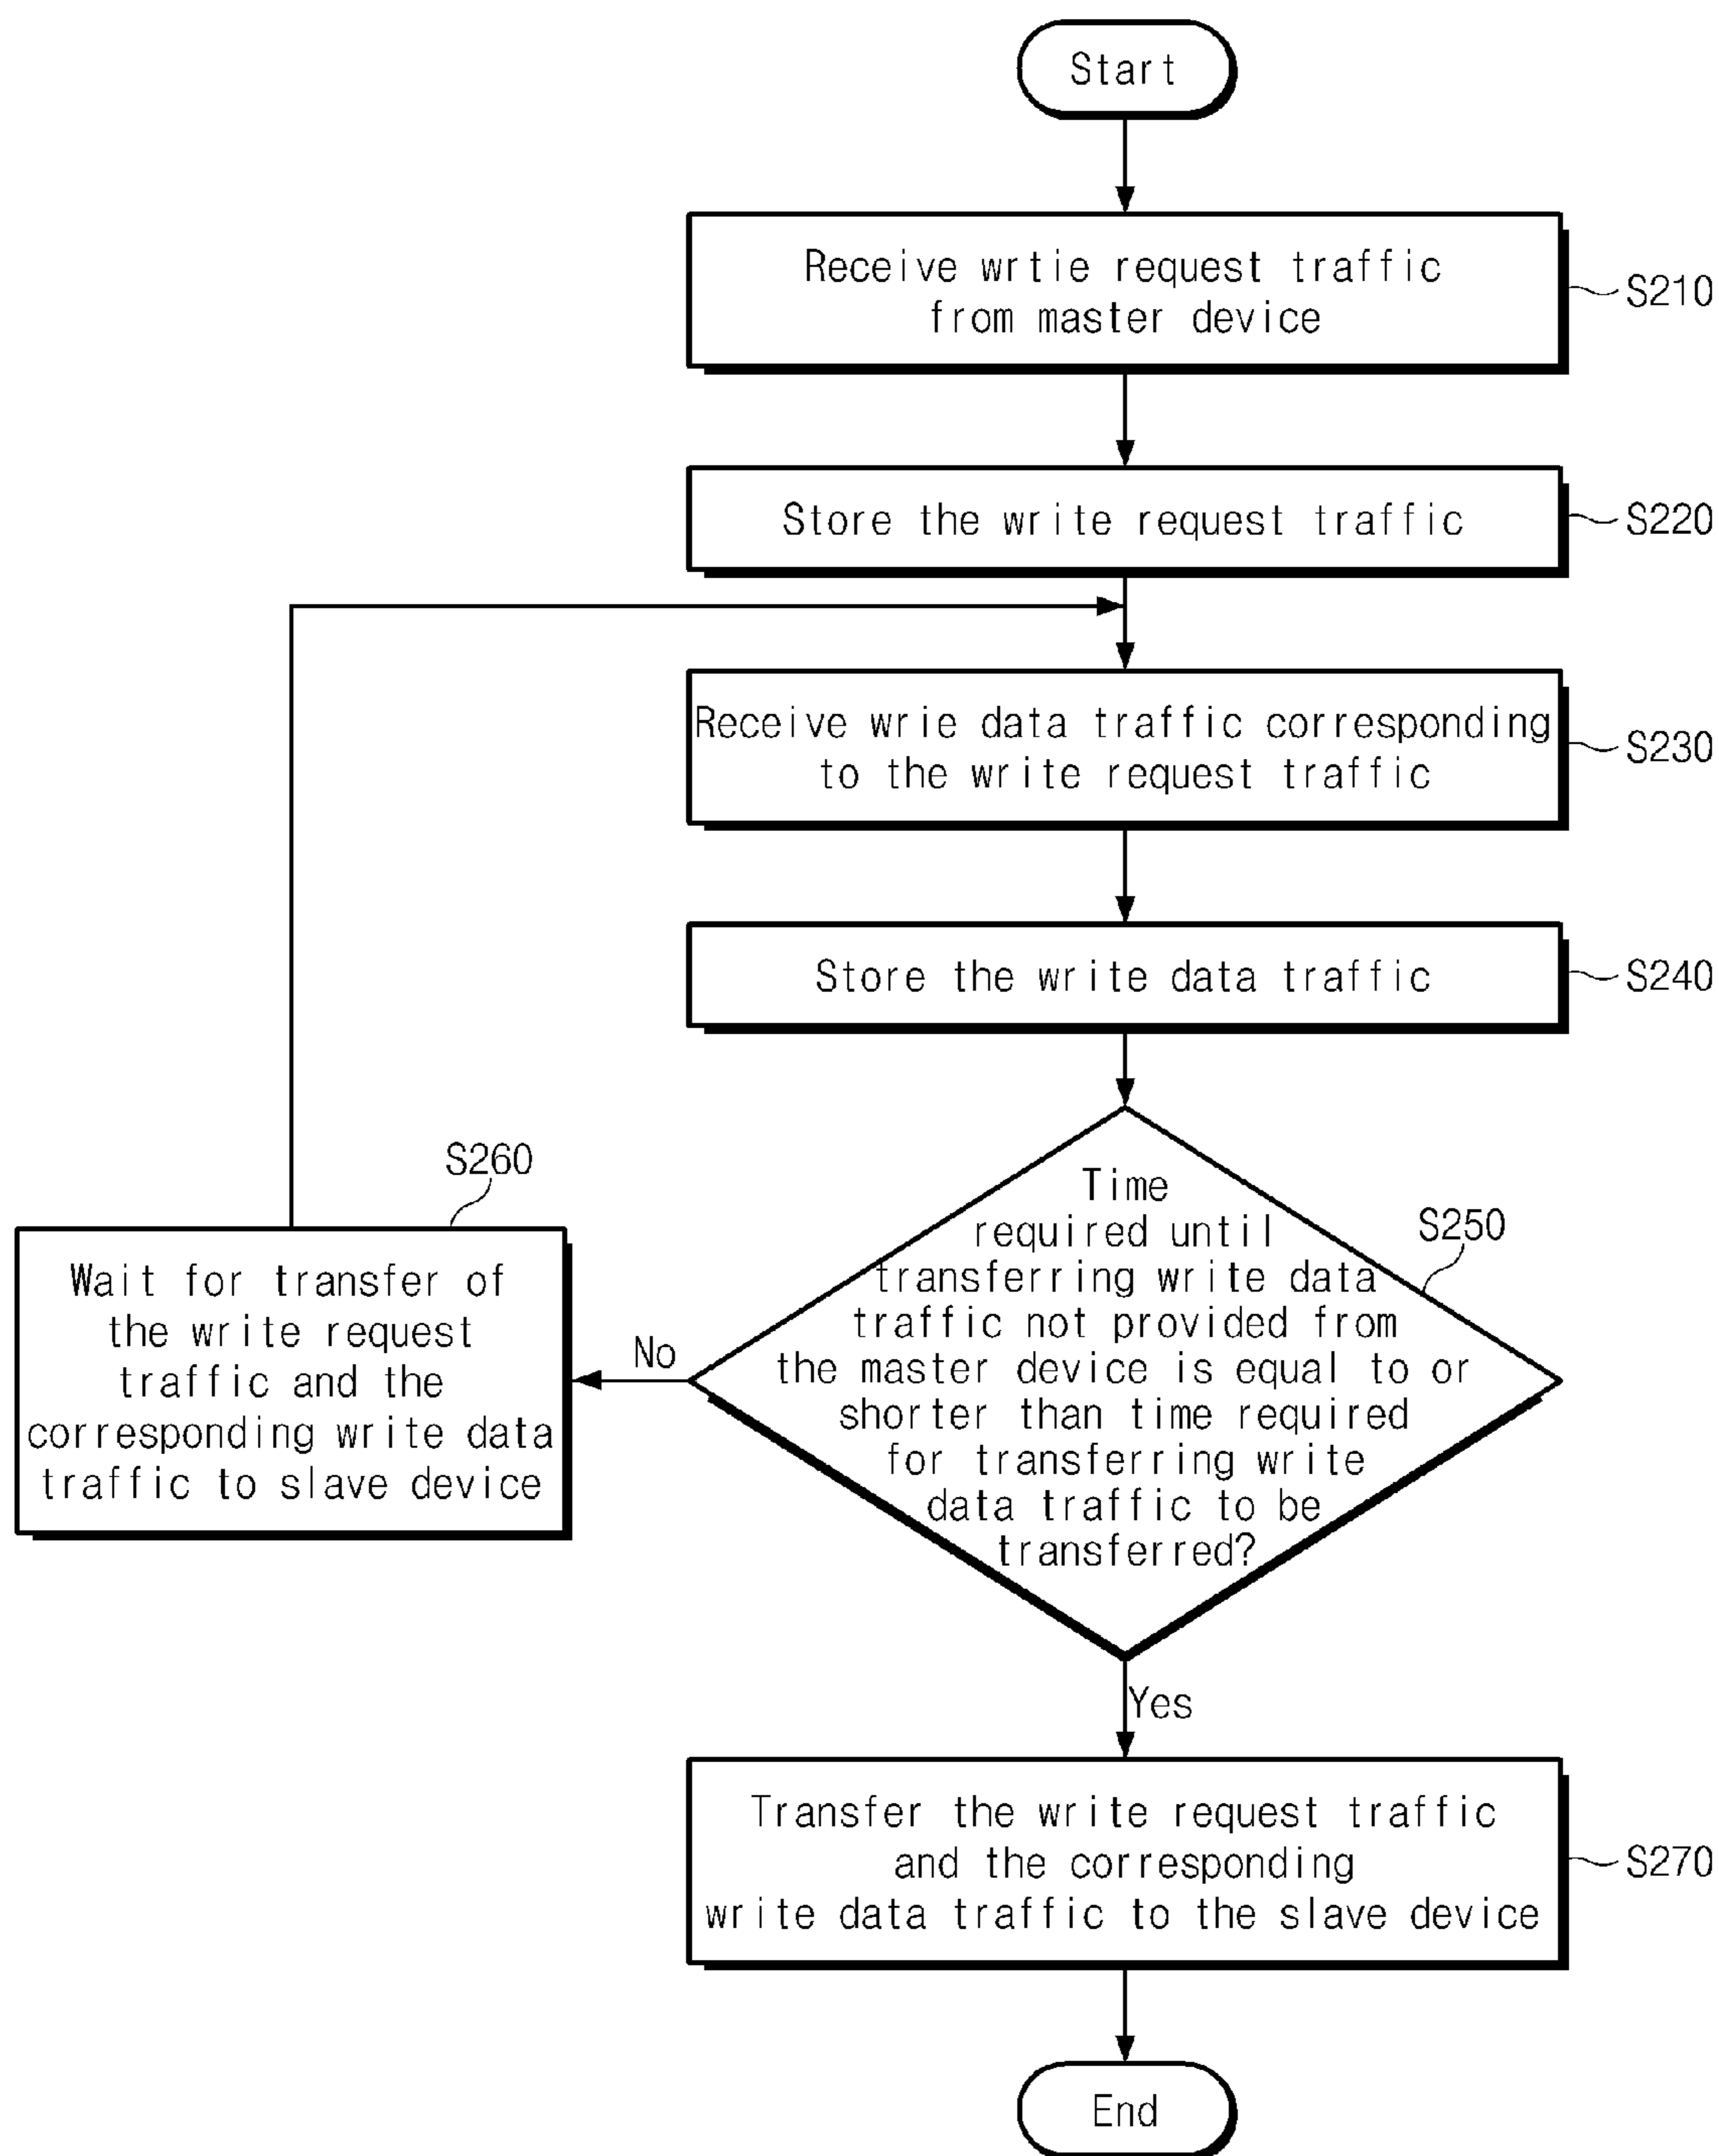 Start
Receive wrtie request traffic
from master device
S210
Store the write request traffic
S220
Receive wrie data traffic corresponding
to the write request traffic
S230
Store the write data traffic
S240
S260
Wait for transfer of
the write request
traffic and the
corresponding write data
traffic to slave device
No
Time
required until
transferring write data
traffic not provided from
the master device is equal to or
shorter than time required
for transferring write
data traffic to be
transferred?
S250
Yes
Transfer the write request traffic
and the corresponding
write data traffic to the slave device
S270
End